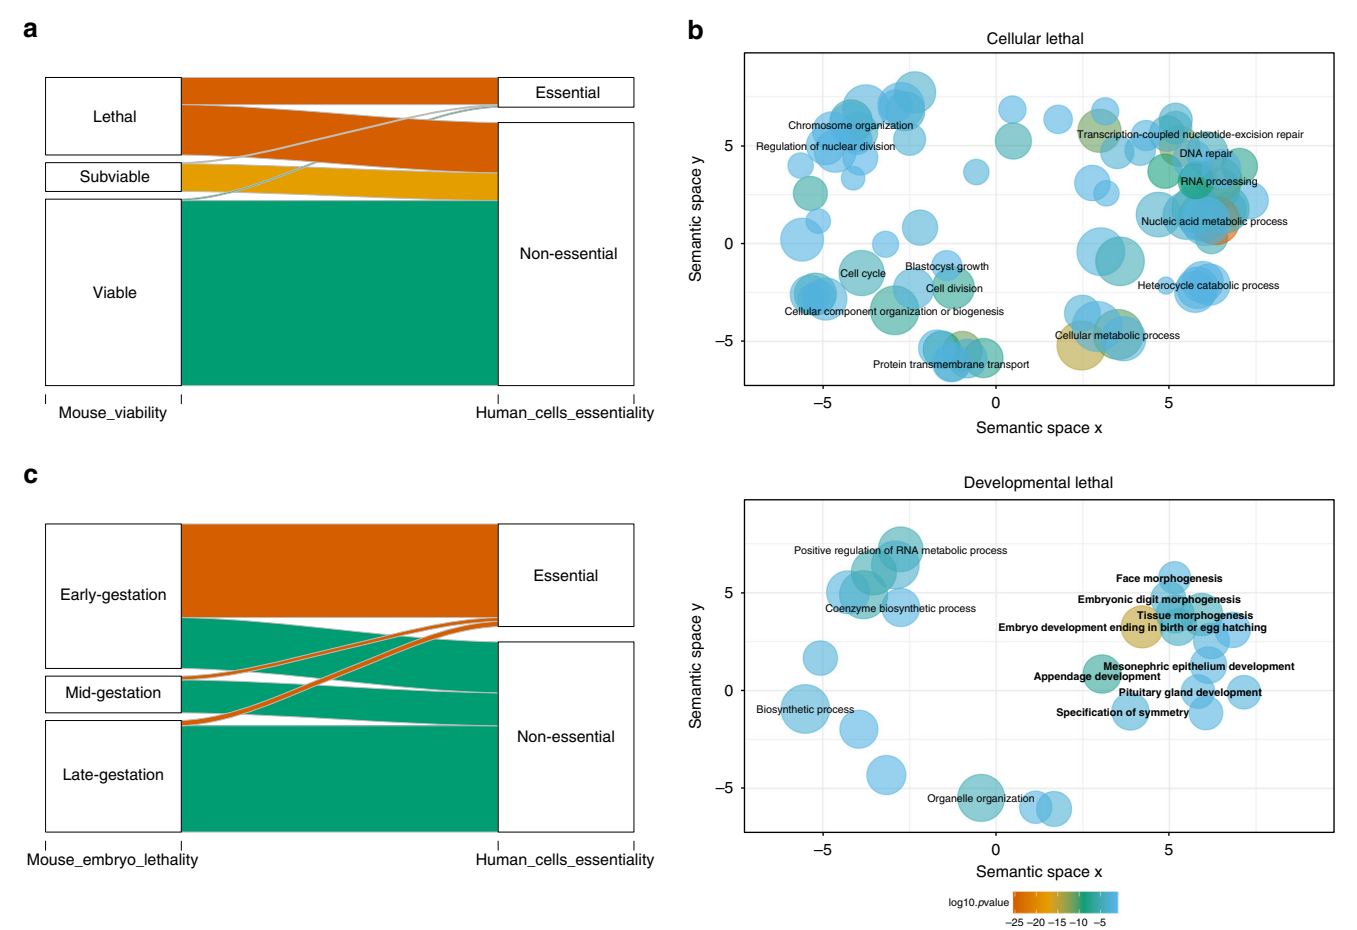 a
Lethal
Subviable
Viable
Essential
Non-essential
Mouse_viability
Human_cells_essentiality
b
Cellular lethal
Semantic space y
5
0
−5
Chromosome organization
Regulation of nuclear division
Transcription-coupled nucleotide-excision repair
DNA repair
RNA processing
Nucleic acid metabolic process
Blastocyst growth
Cell cycle
Cell division
Heterocycle catabolic process
Cellular component organization or biogenesis
Cellular metabolic process
Protein transmembrane transport
−5
0
5
Semantic space x
c
Early-gestation
Mid-gestation
Late-gestation
Essential
Non-essential
Mouse_embryo_lethality
Human_cells_essentiality
Developmental lethal
Semantic space y
5
0
−5
Positive regulation of RNA metabolic process
Face morphogenesis
Embryonic digit morphogenesis
Coenzyme biosynthetic process
Tissue morphogenesis
Embryo development ending in birth or egg hatching
Mesonephric epithelium development
Appendage development
Pituitary gland development
Biosynthetic process
Specification of symmetry
Organelle organization
−5
0
5
Semantic space x
log10.pvalue
−25 −20 −15 −10 −5